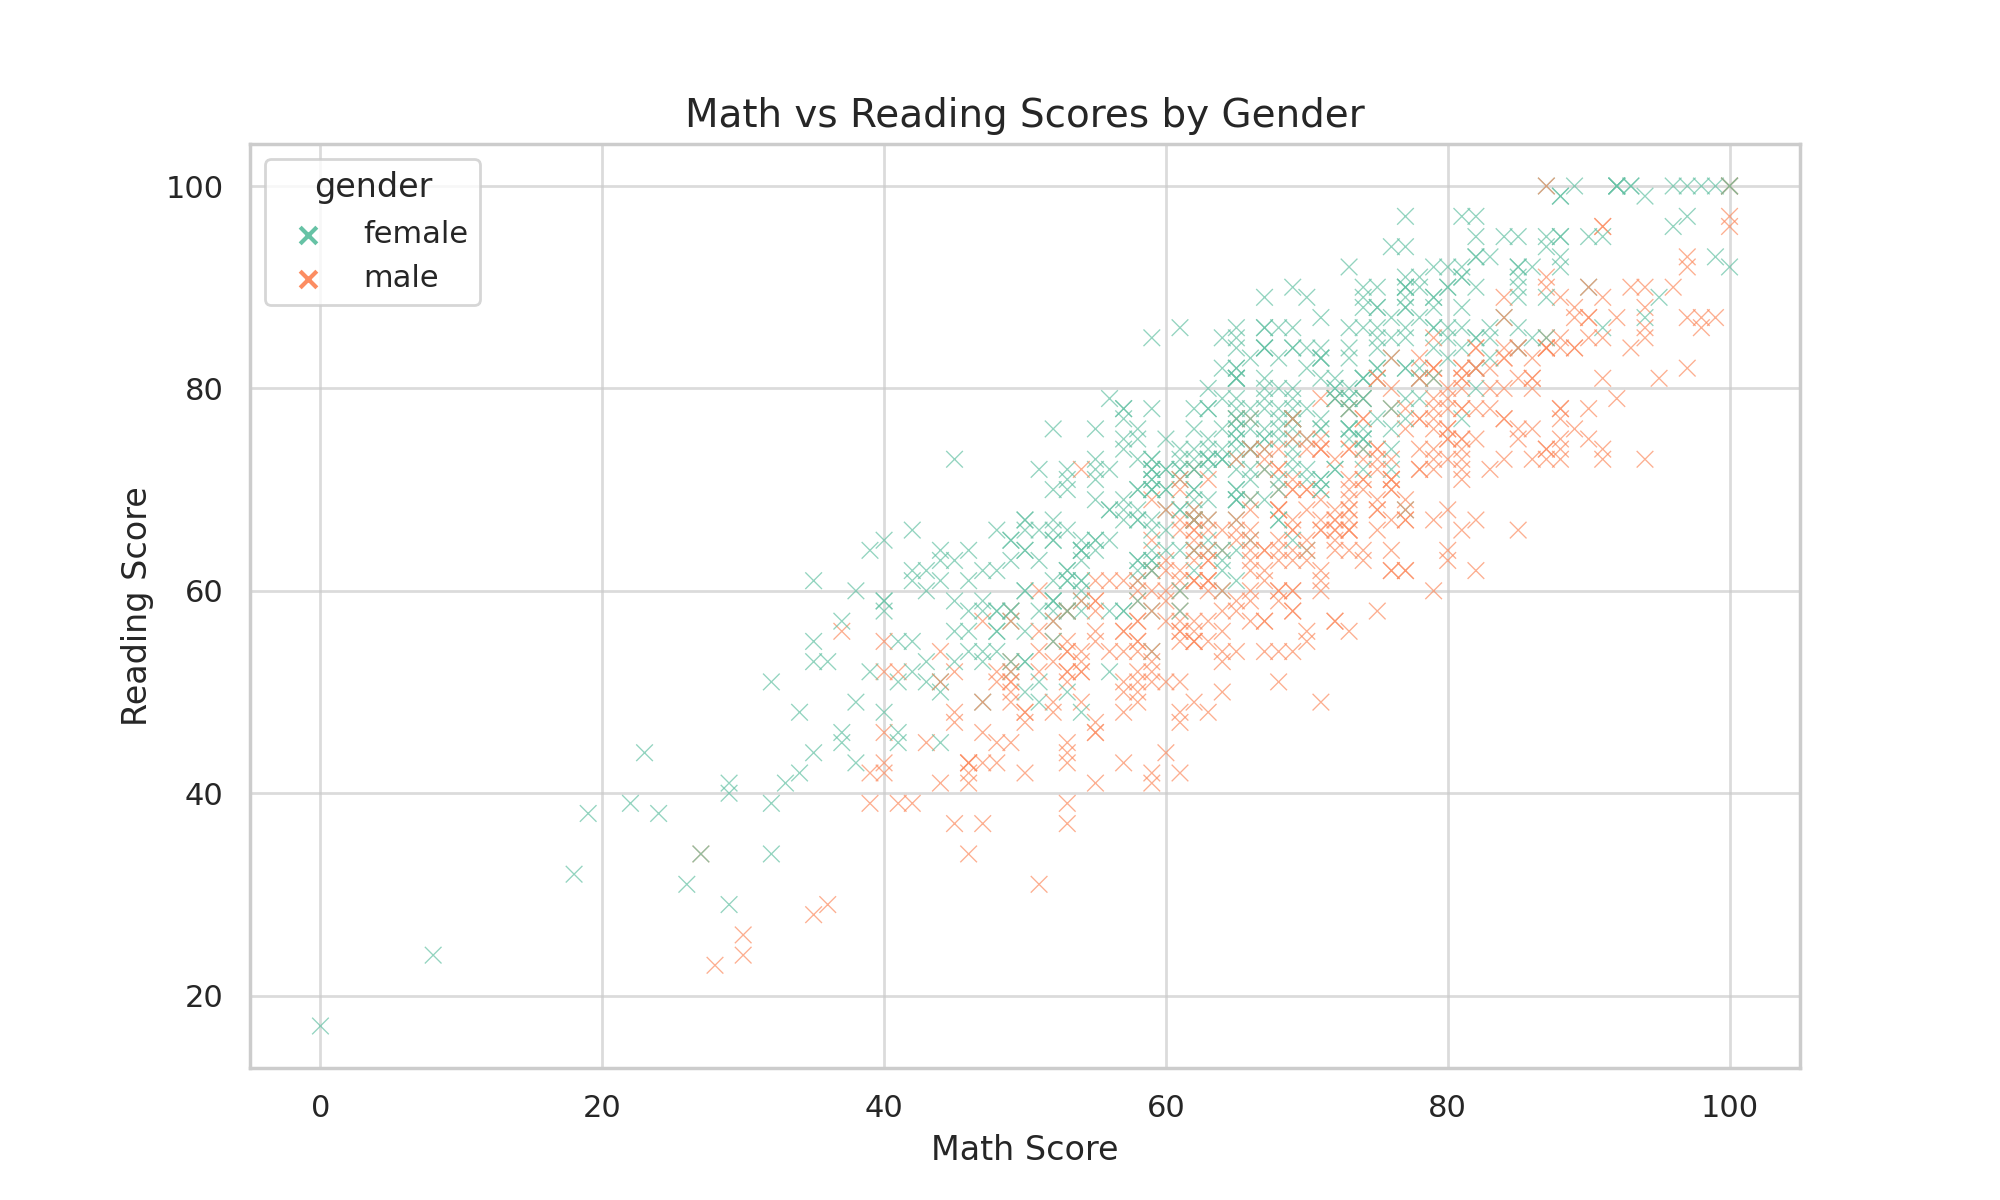 Math vs Reading Scores by Gender
gender
female
male
Reading Score
100
80
60
40
20
0 20 40 60 80 100
Math Score